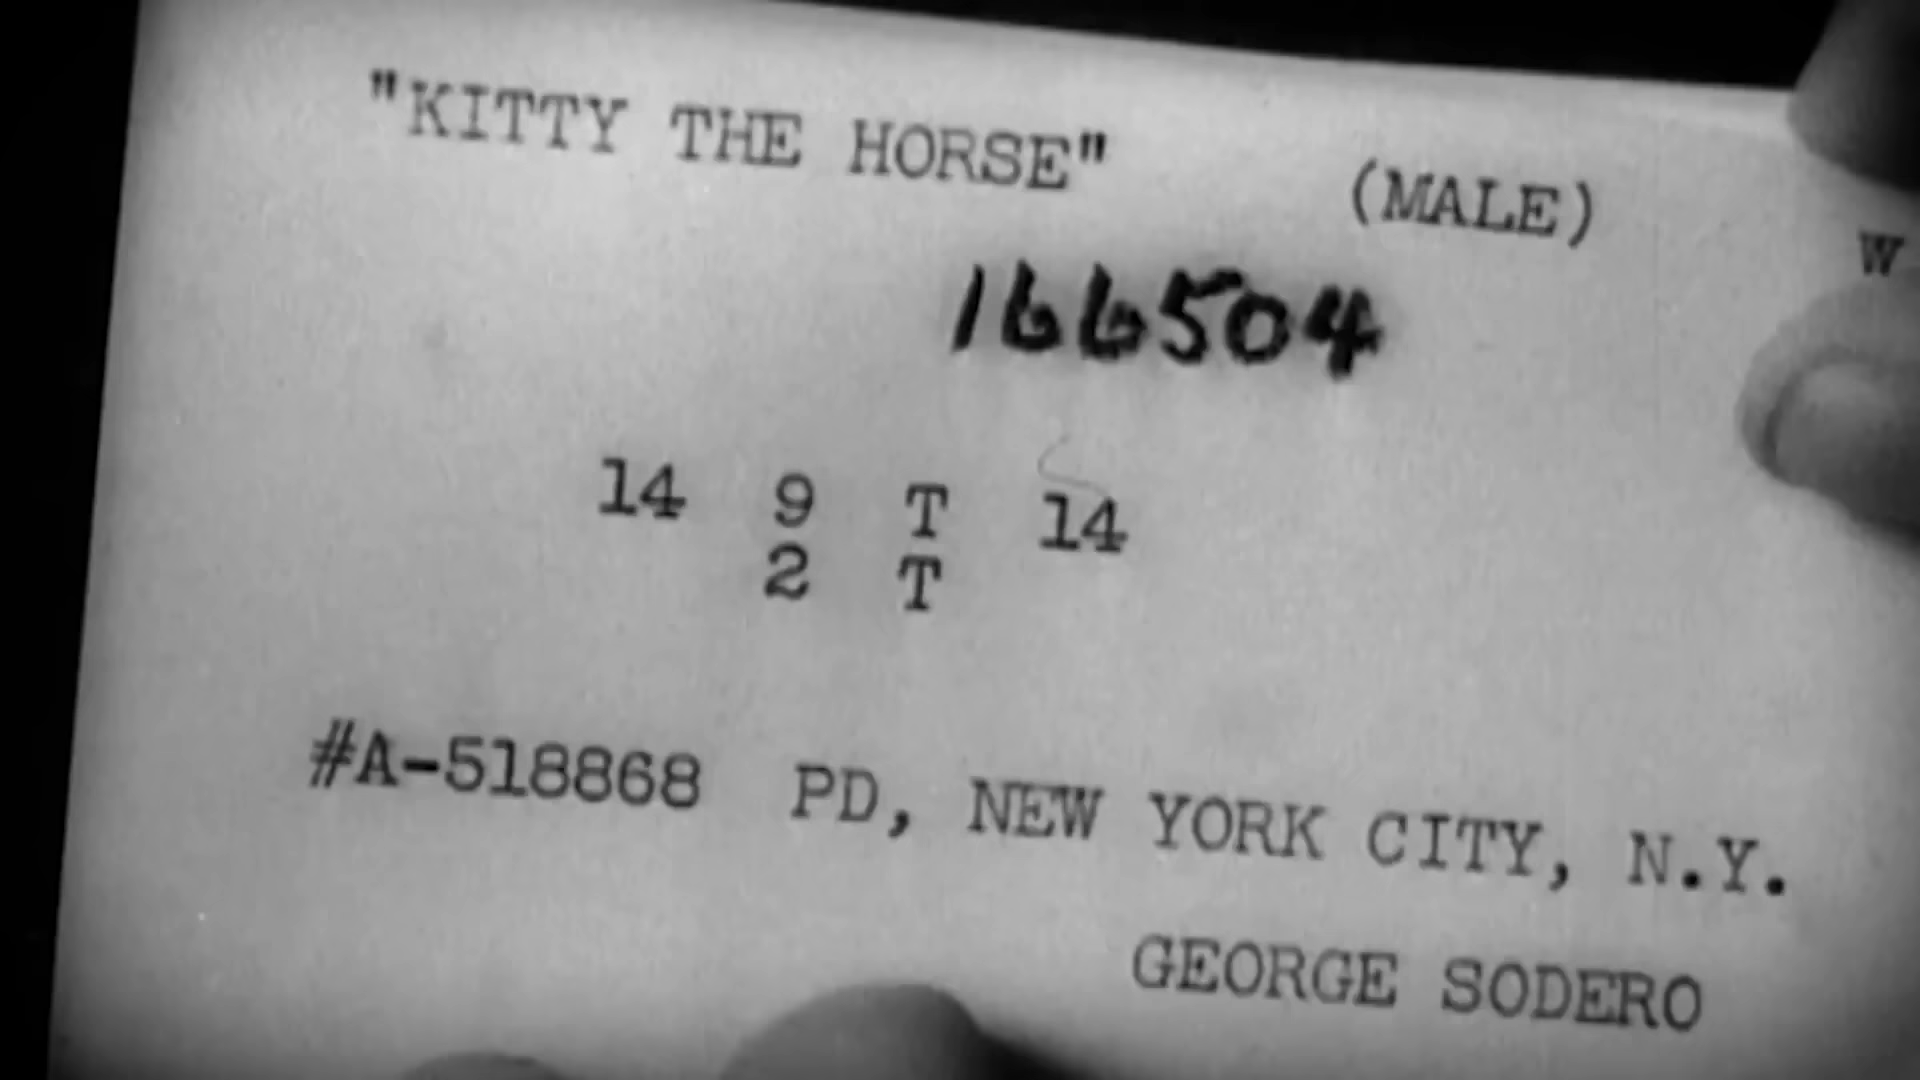 "KITTY THE HORSE" (MALE) W
166504
14 9 T 14
2 T
#A-518868 PD, NEW YORK CITY, N.Y.
GEORGE SODERO